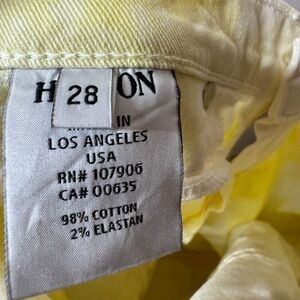 H 28 ON
IN
LOS ANGELES
USA
RN# 107906
CA# 00635
98% COTTON
2% ELASTAN